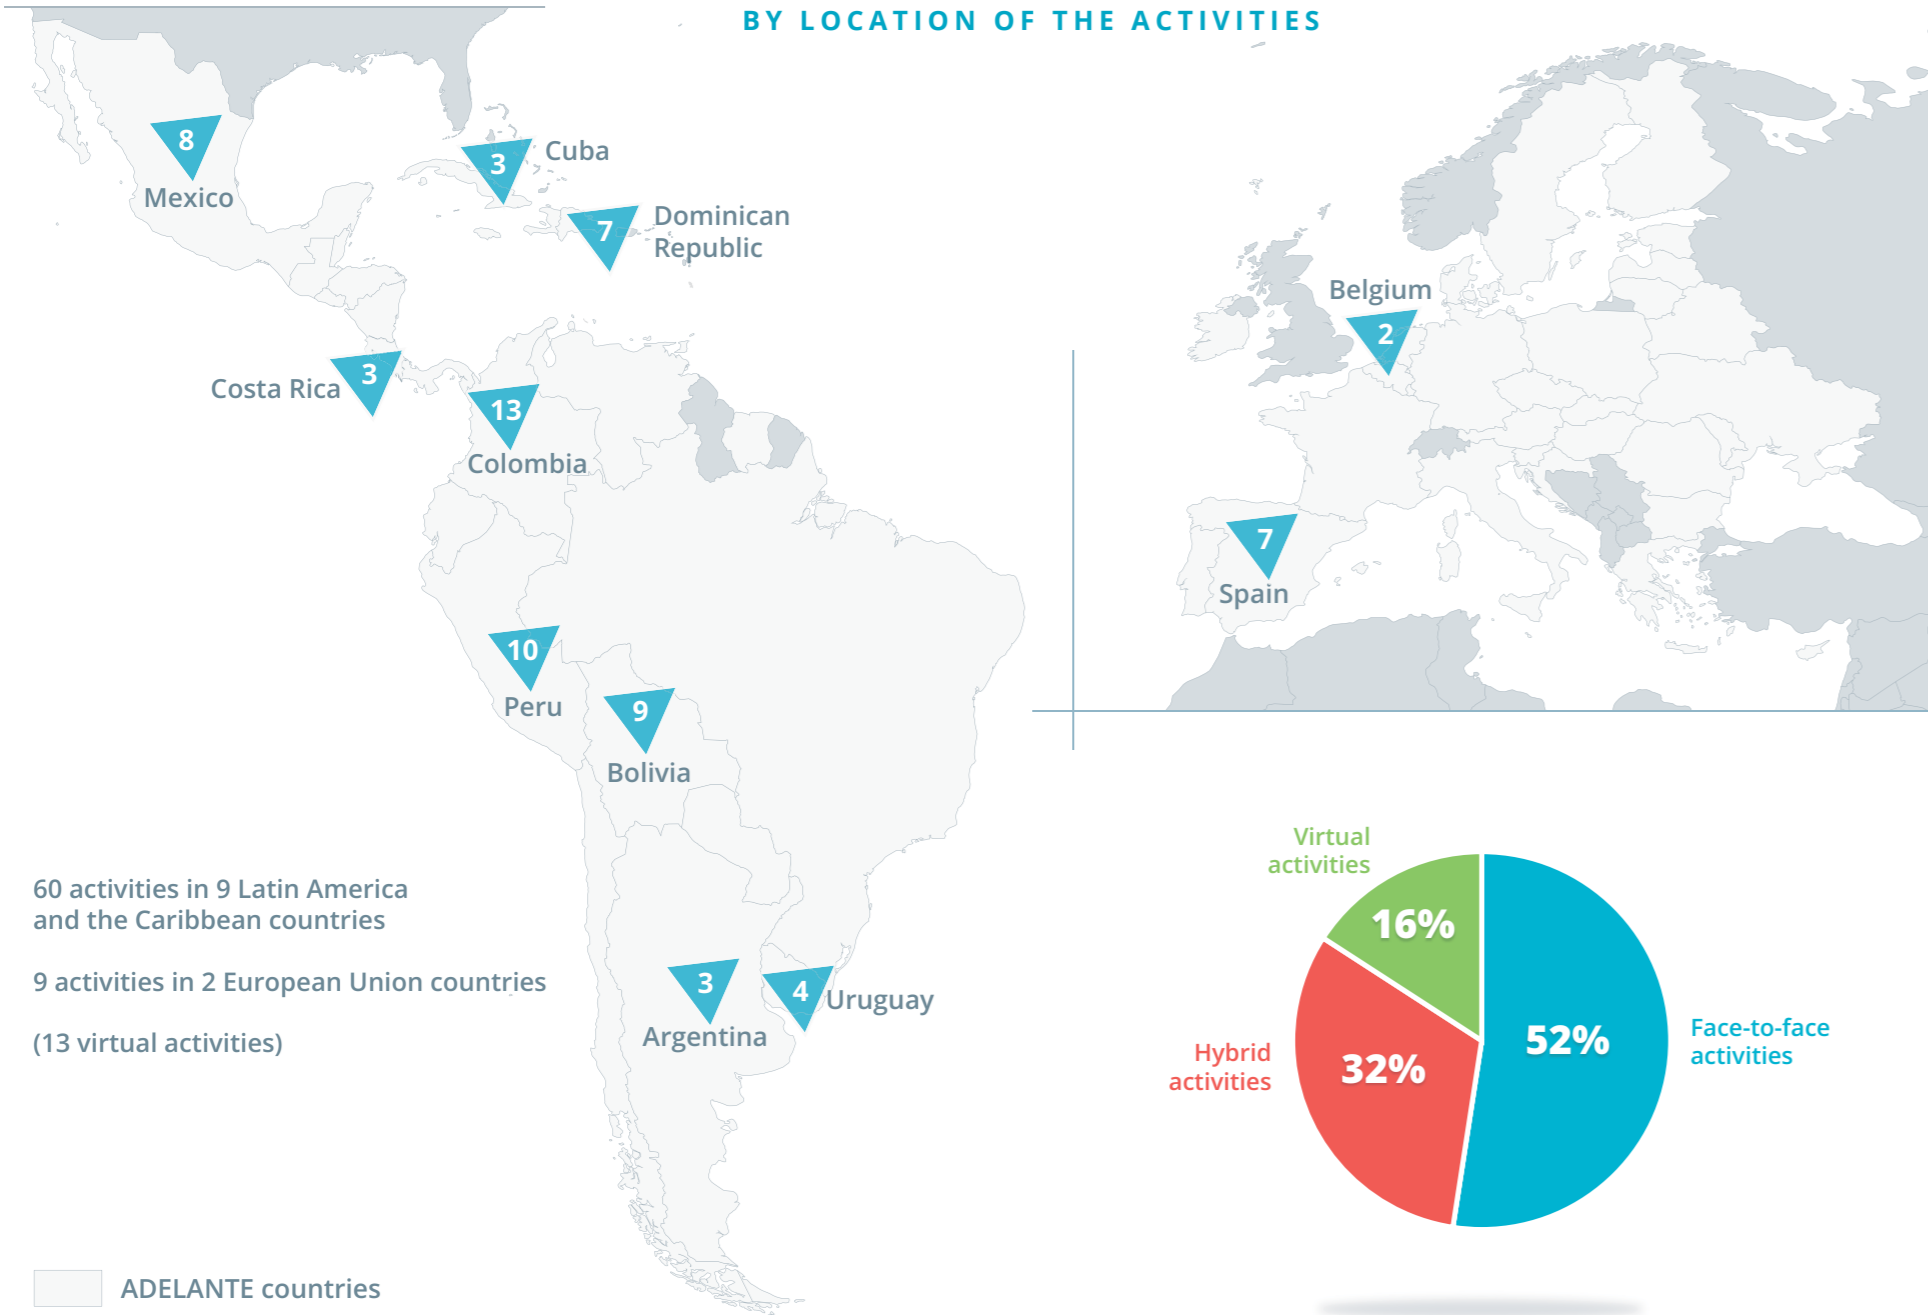 BY LOCATION OF THE ACTIVITIES
8
Mexico
3
Cuba
7
Dominican
Republic
3
Costa Rica
13
Colombia
10
Peru
9
Bolivia
3
Argentina
4
Uruguay
Belgium
2
7
Spain
60 activities in 9 Latin America
and the Caribbean countries
9 activities in 2 European Union countries
(13 virtual activities)
ADELANTE countries
Virtual
activities
16%
Hybrid
activities
32%
52%
Face-to-face
activities